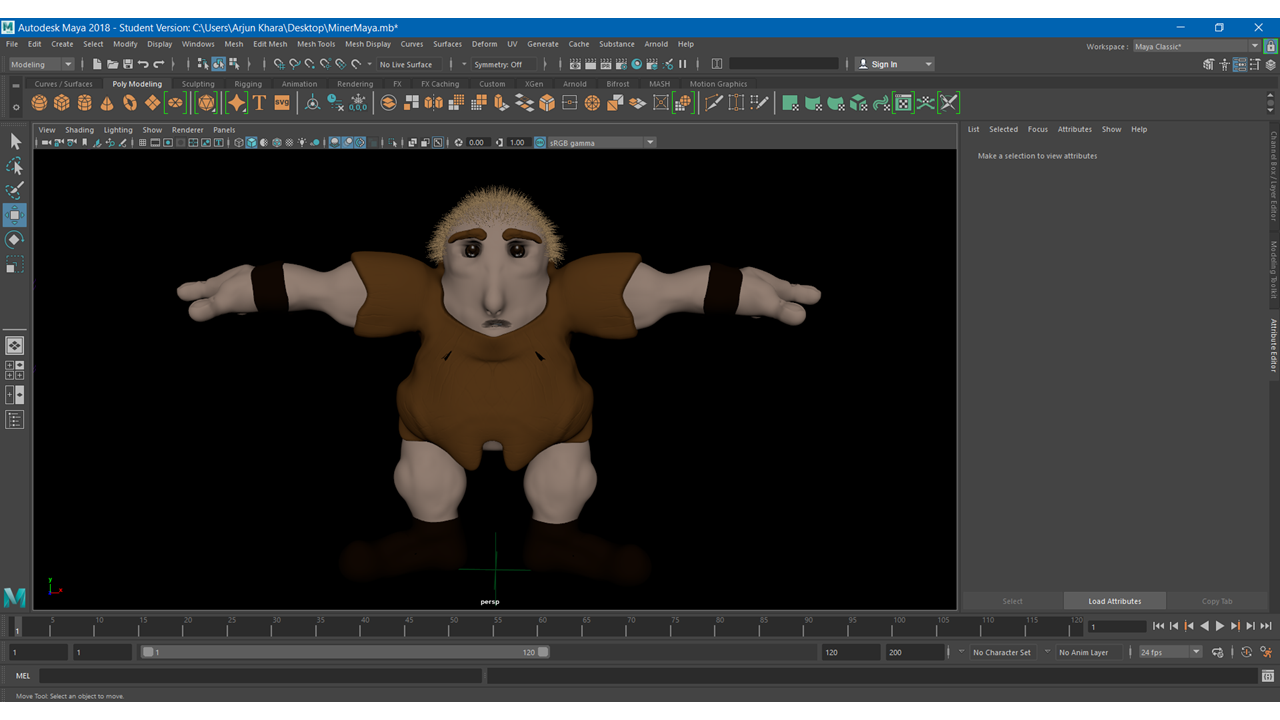 Autodesk Maya 2018 - Student Version: C:\Users\Arjun Khara\Desktop\MinerMaya.mb*
File Edit Create Select Modify Display Windows Mesh Edit Mesh Mesh Tools Mesh Display Curves Surfaces Deform UV Generate Cache Substance Arnold Help
Workspace : Maya Classic*
Modeling No Live Surface Symmetry: Off Sign In
Curves / Surfaces Poly Modeling Sculpting Rigging Animation Rendering FX FX Caching Custom XGen Arnold Bifrost MASH Motion Graphics
T SVG
View Shading Lighting Show Renderer Panels
0.00 1.00 sRGB gamma
List Selected Focus Attributes Show Help
Make a selection to view attributes
Channel Box / Layer Editor
Modeling Toolkit
Attribute Editor
y
x
persp
Select Load Attributes Copy Tab
5 10 15 20 25 30 35 40 45 50 55 60 65 70 75 80 85 90 95 100 105 110 115 120
1
1
1 1 1 120 120 200 No Character Set No Anim Layer 24 fps
MEL
Move Tool: Select an object to move.